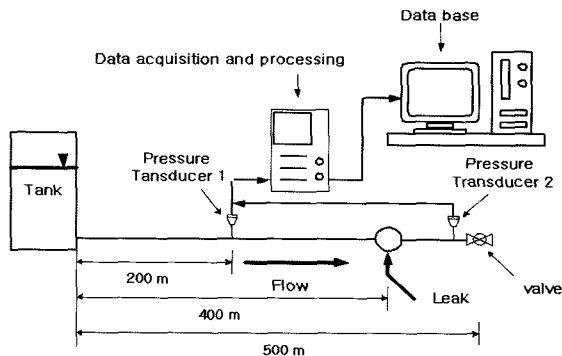 Data base
Data acquisition and processing
Pressure
Tansducer 1
Pressure
Transducer 2
Tank
200 m
Flow
Leak
valve
400 m
500 m